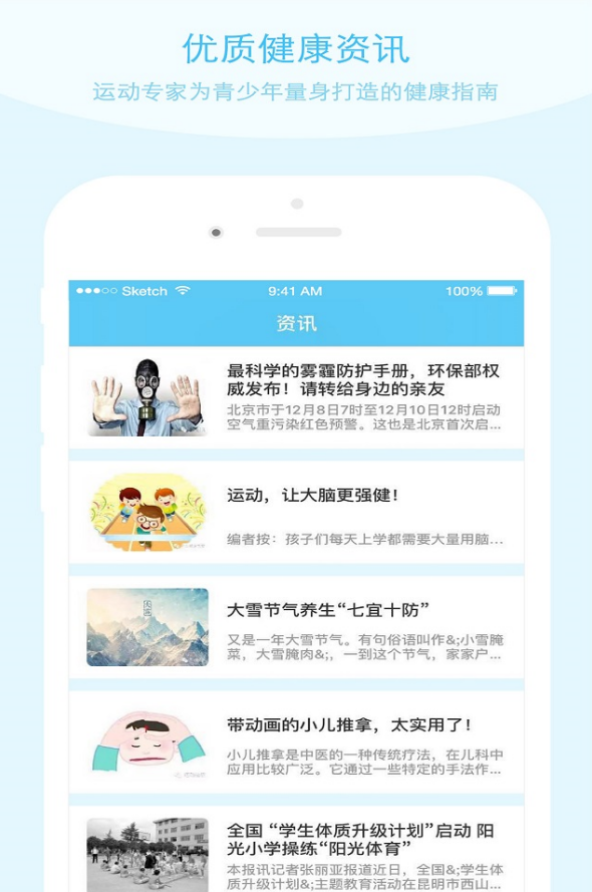 优质健康资讯
运动专家为青少年量身打造的健康指南
Sketch 9:41 AM 100%
资讯
最科学的雾霾防护手册，环保部权
威发布！请转给身边的亲友
北京市于12月8日7时至12月10日12时启动
空气重污染红色预警。这也是北京首次启...
运动，让大脑更强健！
编者按：孩子们每天上学都需要大量用脑...
大雪节气养生“七宜十防”
又是一年大雪节气。有句俗语叫作&;小雪腌
菜，大雪腌肉&;，一到这个节气，家家户...
带动画的小儿推拿，太实用了！
小儿推拿是中医的一种传统疗法，在儿科中
应用比较广泛。它通过一些特定的手法作...
全国 “学生体质升级计划”启动 阳
光小学操练“阳光体育”
本报讯记者张丽亚报道近日，全国&;学生体
质升级计划&;主题教育活动在昆明市西山...